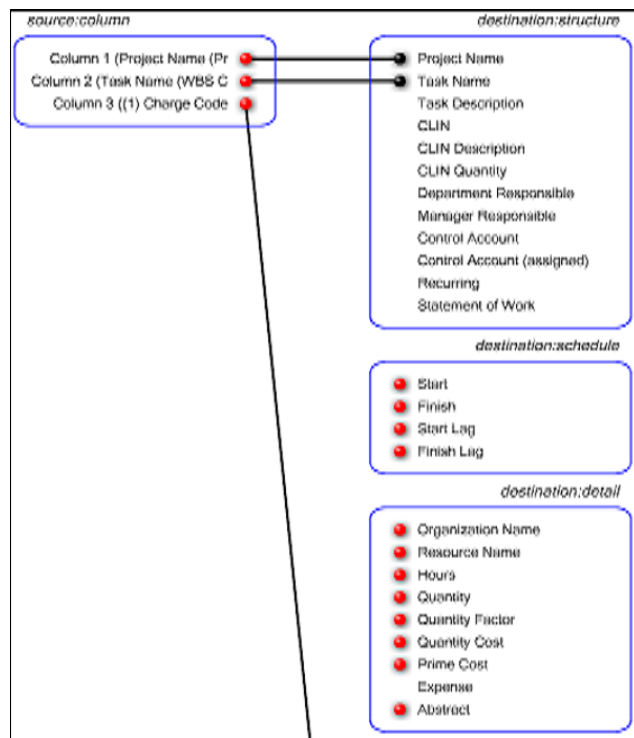 source:column
Column 1 (Project Name (Pr
Column 2 (Task Name (WBS C
Column 3 ((1) Charge Code
destination:structure
Project Name
Task Name
Task Description
CLIN
CLIN Description
CLIN Quantity
Department Responsible
Manager Responsible
Control Account
Control Account (assigned)
Recurring
Statement of Work
destination:schedule
Start
Finish
Start Lag
Finish Lag
destination:detail
Organization Name
Resource Name
Hours
Quantity
Quantity Factor
Quantity Cost
Prime Cost
Expense
Abstract